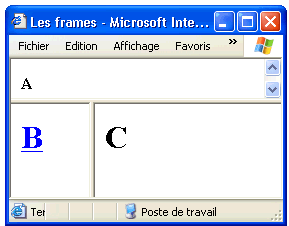 Les frames - Microsoft Inte...
Fichier Edition Affichage Favoris »
A
B C
Ter Poste de travail